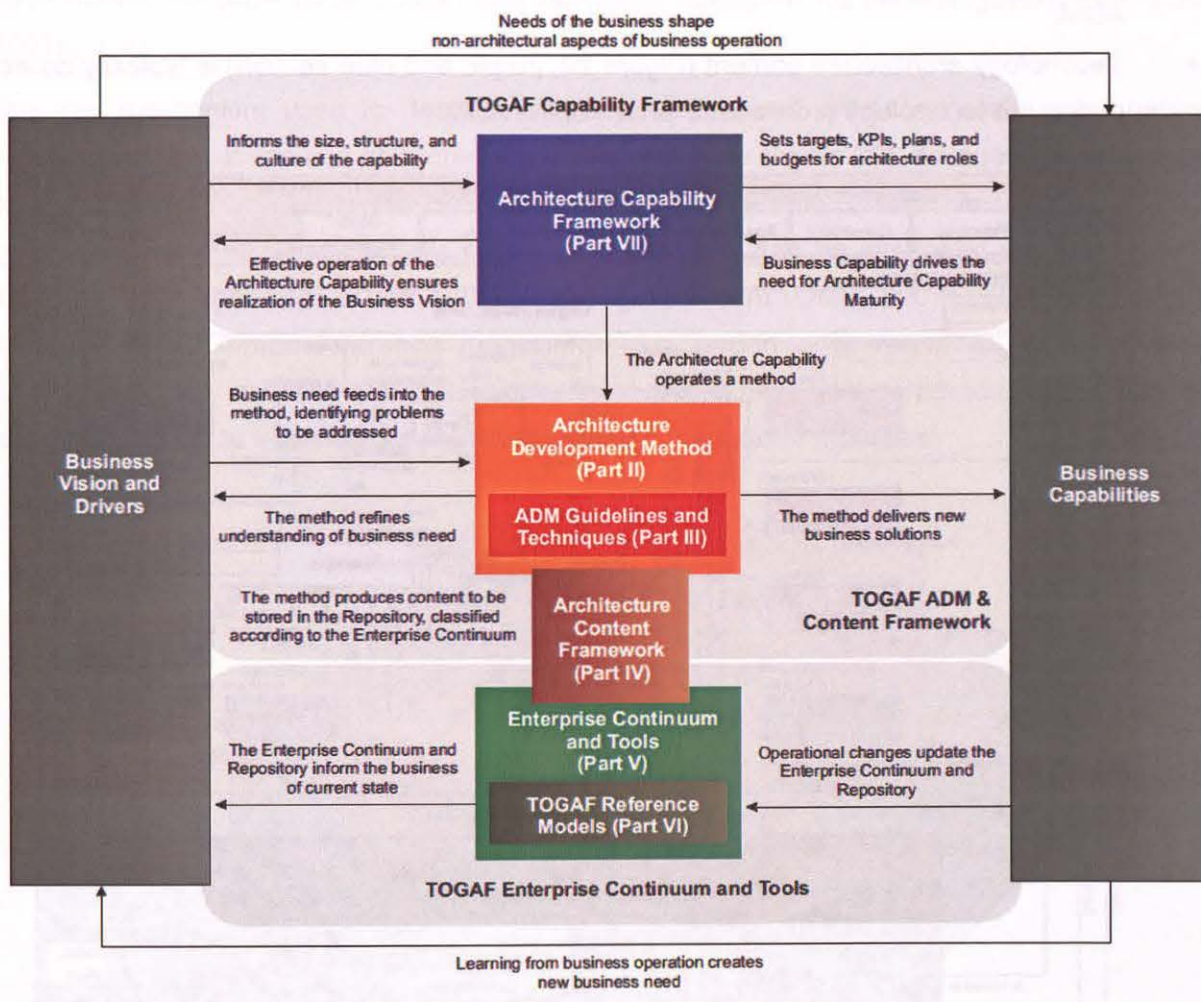 Needs of the business shape
non-architectural aspects of business operation
TOGAF Capability Framework
Informs the size, structure, and
culture of the capability
Sets targets, KPIs, plans, and
budgets for architecture roles
Architecture Capability
Framework
(Part VII)
Effective operation of the
Architecture Capability ensures
realization of the Business Vision
Business Capability drives the
need for Architecture Capability
Maturity
The Architecture Capability
operates a method
Business need feeds into the
method, identifying problems
to be addressed
Architecture
Development Method
(Part II)
Business
Vision and
Drivers
Business
Capabilities
ADM Guidelines and
Techniques (Part III)
The method refines
understanding of business need
The method delivers new
business solutions
The method produces content to be
stored in the Repository, classified
according to the Enterprise Continuum
Architecture
Content
Framework
(Part IV)
TOGAF ADM &
Content Framework
Enterprise Continuum
and Tools
(Part V)
The Enterprise Continuum and
Repository inform the business
of current state
Operational changes update the
Enterprise Continuum and
Repository
TOGAF Reference
Models (Part VI)
TOGAF Enterprise Continuum and Tools
Learning from business operation creates
new business need